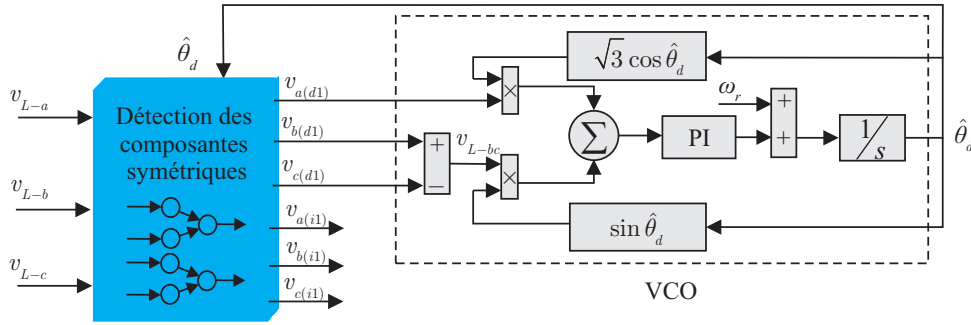 θ̂_d
v_{L−a}
v_{L−b}
v_{L−c}
Détection des
composantes
symétriques
v_{a(d1)}
v_{b(d1)}
v_{c(d1)}
v_{a(i1)}
v_{b(i1)}
v_{c(i1)}
+
−
v_{L−bc}
×
×
√3 cos θ̂_d
sin θ̂_d
Σ
PI
ω_r
+
+
1/s
θ̂_d
VCO